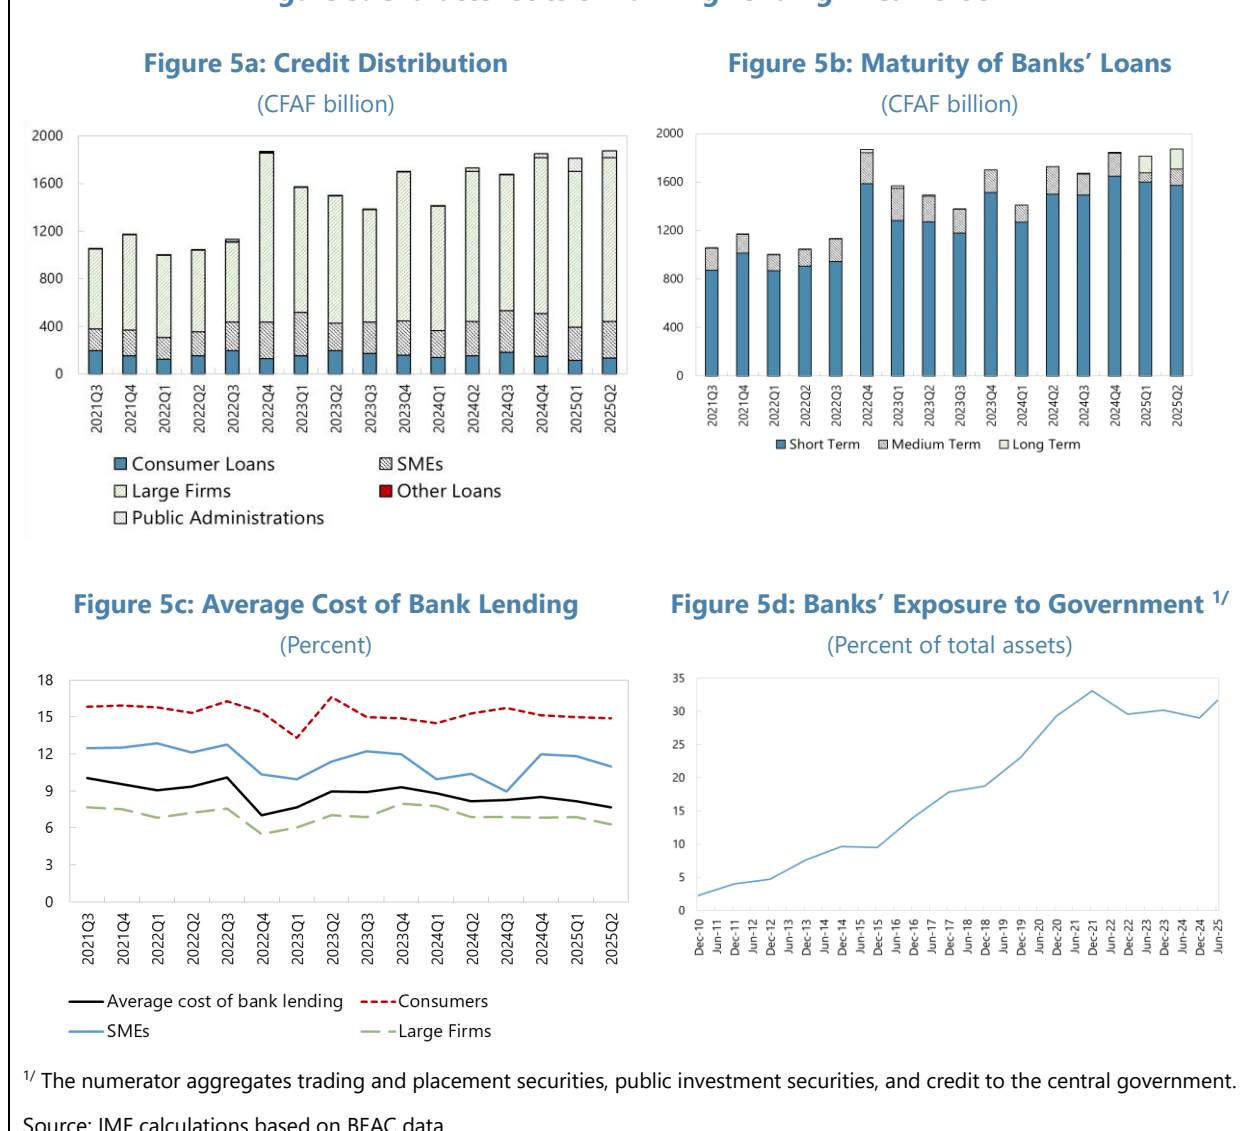 Figure 5a: Credit Distribution
(CFAF billion)
2000
1600
1200
800
400
0
2021Q3
2021Q4
2022Q1
2022Q2
2022Q3
2022Q4
2023Q1
2023Q2
2023Q3
2023Q4
2024Q1
2024Q2
2024Q3
2024Q4
2025Q1
2025Q2
Consumer Loans
SMEs
Large Firms
Other Loans
Public Administrations
Figure 5b: Maturity of Banks’ Loans
(CFAF billion)
2000
1600
1200
800
400
0
2021Q3
2021Q4
2022Q1
2022Q2
2022Q3
2022Q4
2023Q1
2023Q2
2023Q3
2023Q4
2024Q1
2024Q2
2024Q3
2024Q4
2025Q1
2025Q2
Short Term
Medium Term
Long Term
Figure 5c: Average Cost of Bank Lending
(Percent)
18
15
12
9
6
3
0
2021Q3
2021Q4
2022Q1
2022Q2
2022Q3
2022Q4
2023Q1
2023Q2
2023Q3
2023Q4
2024Q1
2024Q2
2024Q3
2024Q4
2025Q1
2025Q2
Average cost of bank lending
Consumers
SMEs
Large Firms
Figure 5d: Banks’ Exposure to Government 1/
(Percent of total assets)
35
30
25
20
15
10
5
0
Dec-10
Jun-11
Dec-11
Jun-12
Dec-12
Jun-13
Dec-13
Jun-14
Dec-14
Jun-15
Dec-15
Jun-16
Dec-16
Jun-17
Dec-17
Jun-18
Dec-18
Jun-19
Dec-19
Jun-20
Dec-20
Jun-21
Dec-21
Jun-22
Dec-22
Jun-23
Dec-23
Jun-24
Dec-24
Jun-25
1/ The numerator aggregates trading and placement securities, public investment securities, and credit to the central government.
Source: IMF calculations based on BEAC data